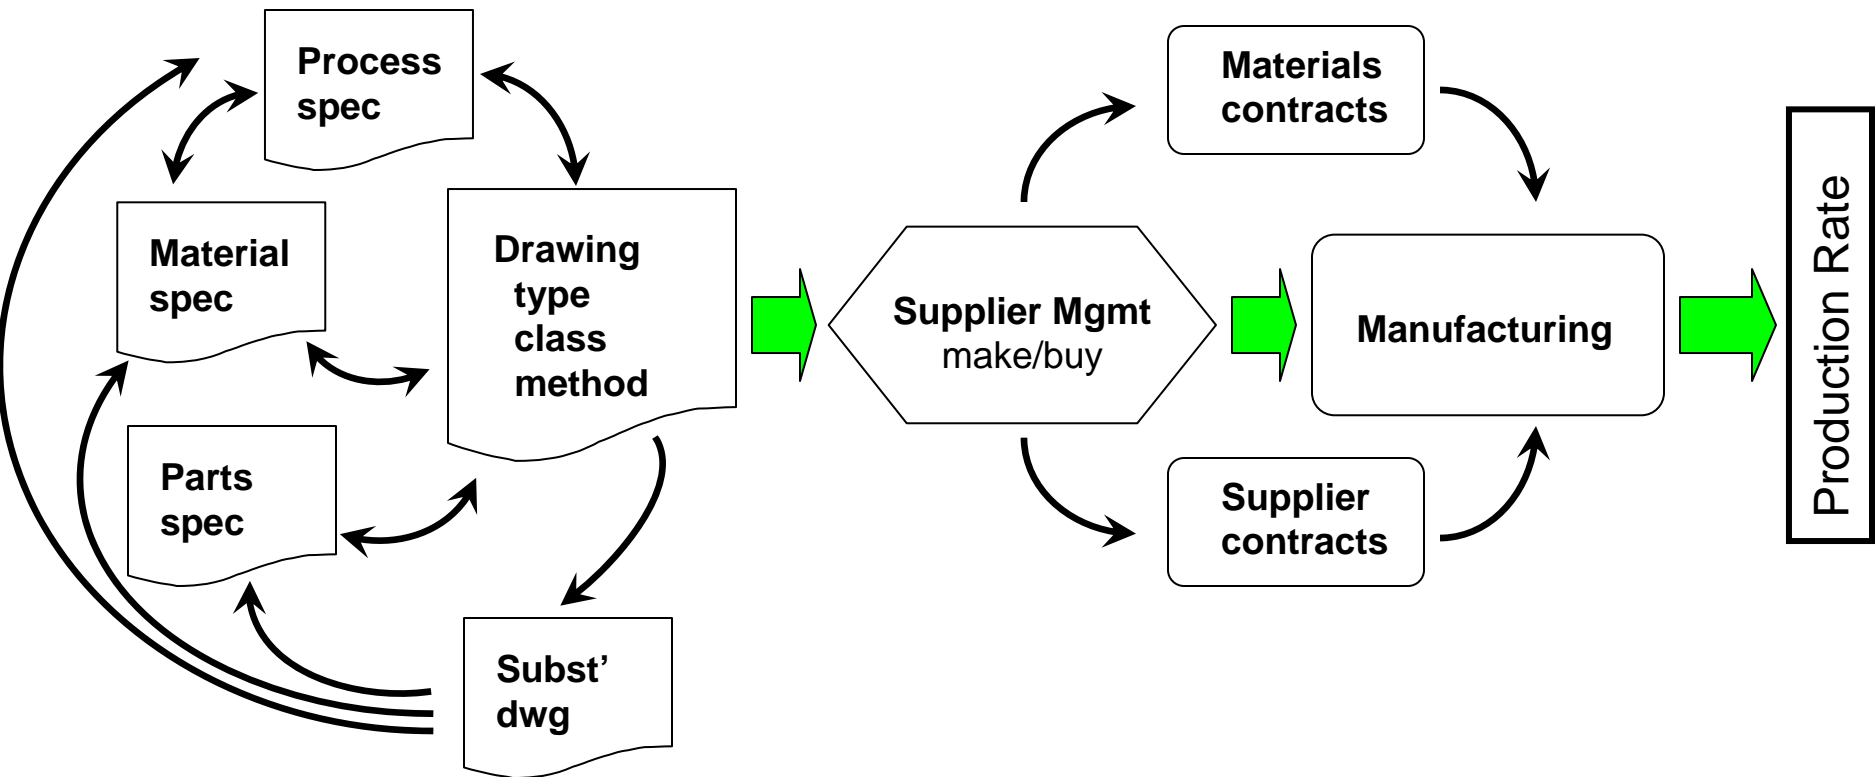 Process
spec
Material
spec
Parts
spec
Drawing
type
class
method
Subst’
dwg
Supplier Mgmt
make/buy
Materials
contracts
Supplier
contracts
Manufacturing
Production Rate